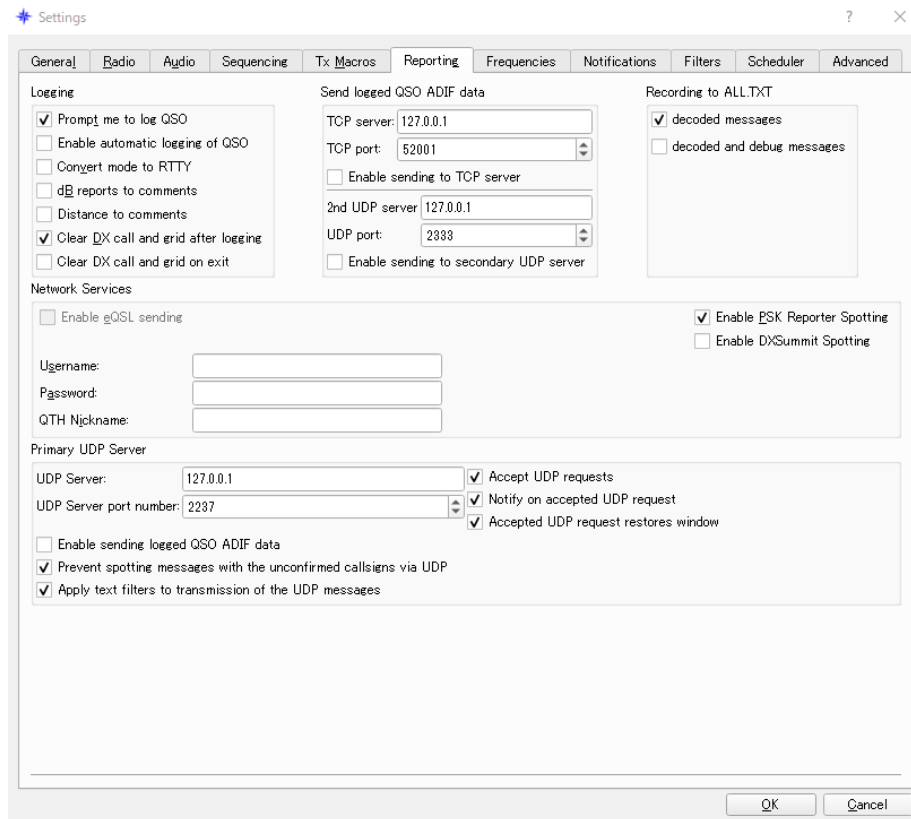 Settings
General Radio Audio Sequencing Tx Macros Reporting Frequencies Notifications Filters Scheduler Advanced
Logging
Prompt me to log QSO
Enable automatic logging of QSO
Convert mode to RTTY
dB reports to comments
Distance to comments
Clear DX call and grid after logging
Clear DX call and grid on exit
Send logged QSO ADIF data
TCP server: 127.0.0.1
TCP port: 52001
Enable sending to TCP server
2nd UDP server 127.0.0.1
UDP port: 2333
Enable sending to secondary UDP server
Recording to ALL.TXT
decoded messages
decoded and debug messages
Network Services
Enable eQSL sending
Enable PSK Reporter Spotting
Enable DXSummit Spotting
Username:
Password:
QTH Nickname:
Primary UDP Server
UDP Server: 127.0.0.1
UDP Server port number: 2237
Accept UDP requests
Notify on accepted UDP request
Accepted UDP request restores window
Enable sending logged QSO ADIF data
Prevent spotting messages with the unconfirmed callsigns via UDP
Apply text filters to transmission of the UDP messages
OK Cancel